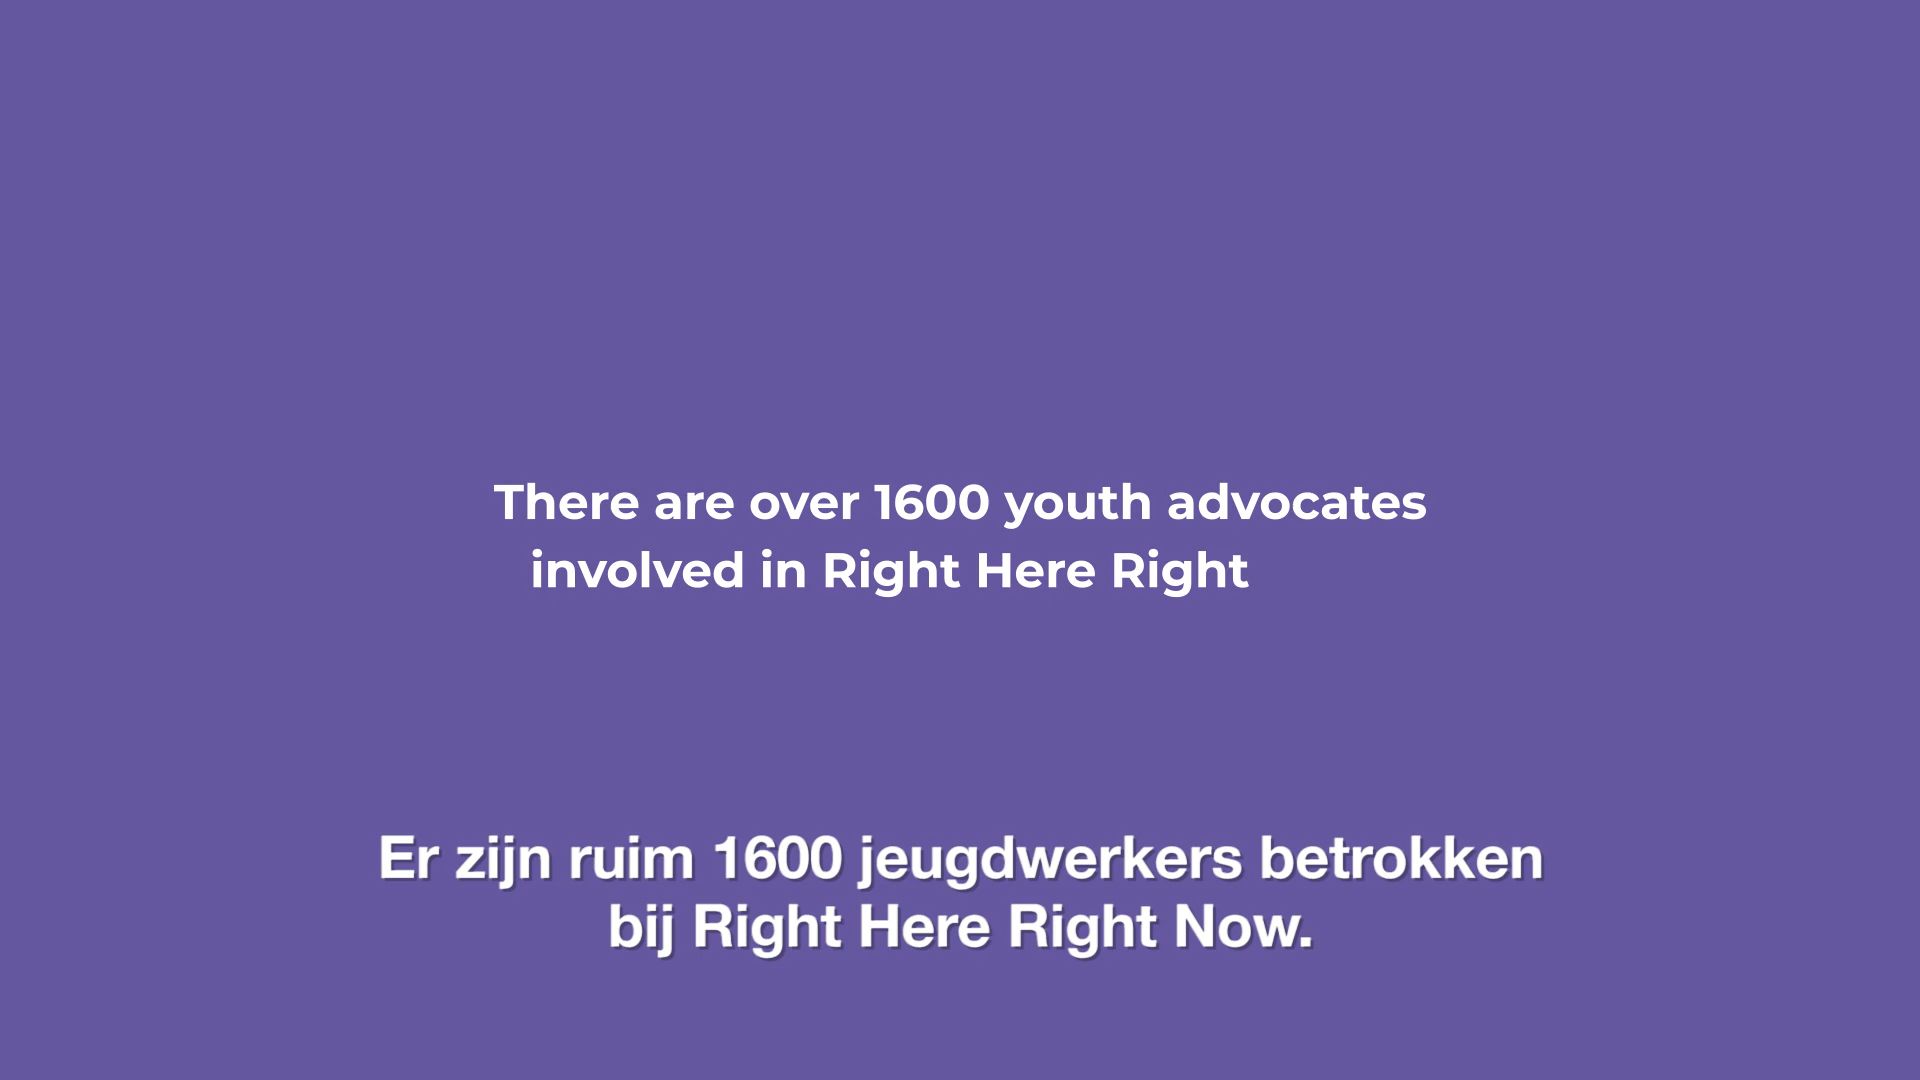 There are over 1600 youth advocates
involved in Right Here Right
Er zijn ruim 1600 jeugdwerkers betrokken
bij Right Here Right Now.